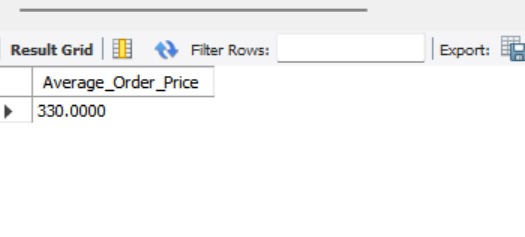 Result Grid Filter Rows: Export:
Average_Order_Price
330.0000